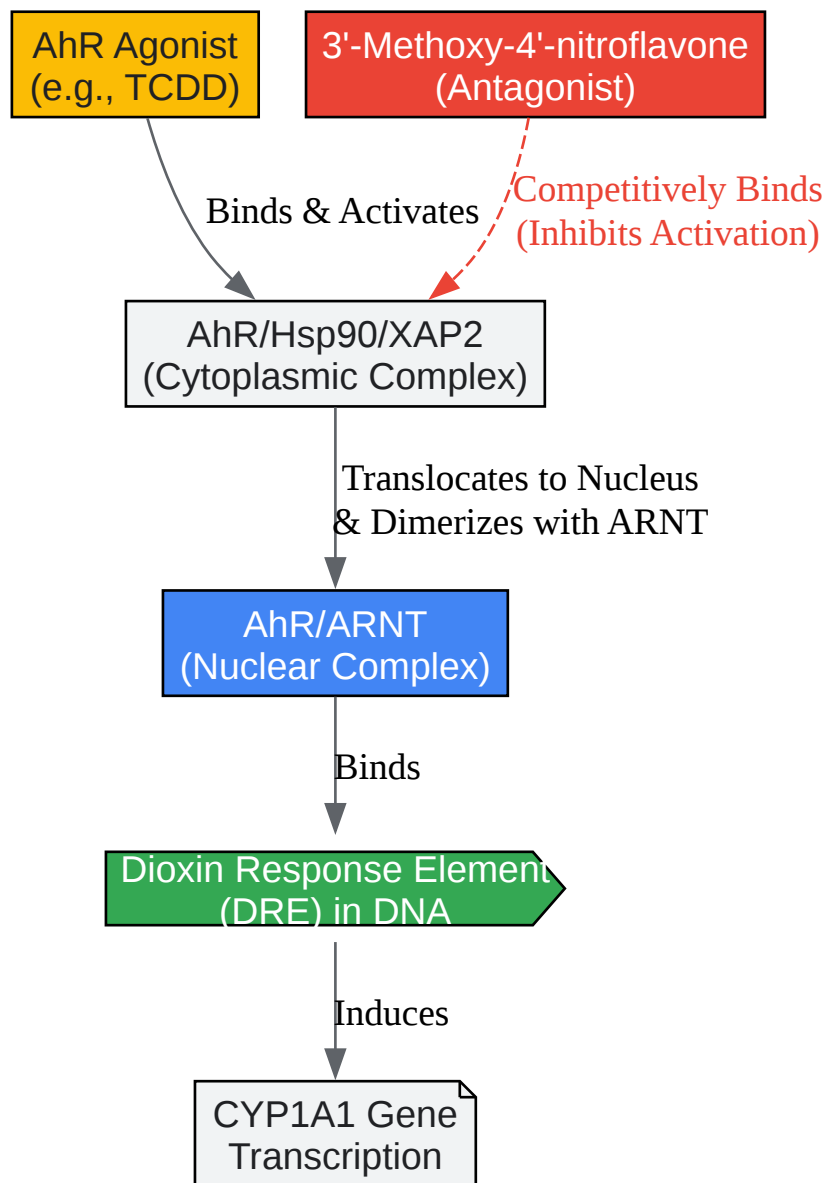 AhR Agonist
(e.g., TCDD)
3'-Methoxy-4'-nitroflavone
(Antagonist)
Binds & Activates
Competitively Binds
(Inhibits Activation)
AhR/Hsp90/XAP2
(Cytoplasmic Complex)
Translocates to Nucleus
& Dimerizes with ARNT
AhR/ARNT
(Nuclear Complex)
Binds
Dioxin Response Element
(DRE) in DNA
Induces
CYP1A1 Gene
Transcription